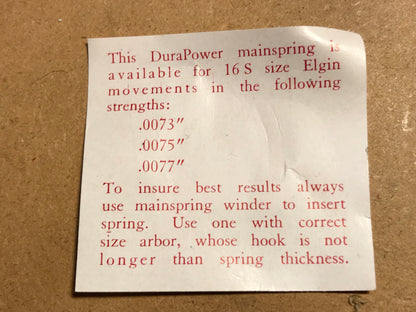 This DuraPower mainspring is
available for 16 S size Elgin
movements in the following
strengths:
.0073"
.0075"
.0077"
To insure best results always
use mainspring winder to insert
spring. Use one with correct
size arbor, whose hook is not
longer than spring thickness.